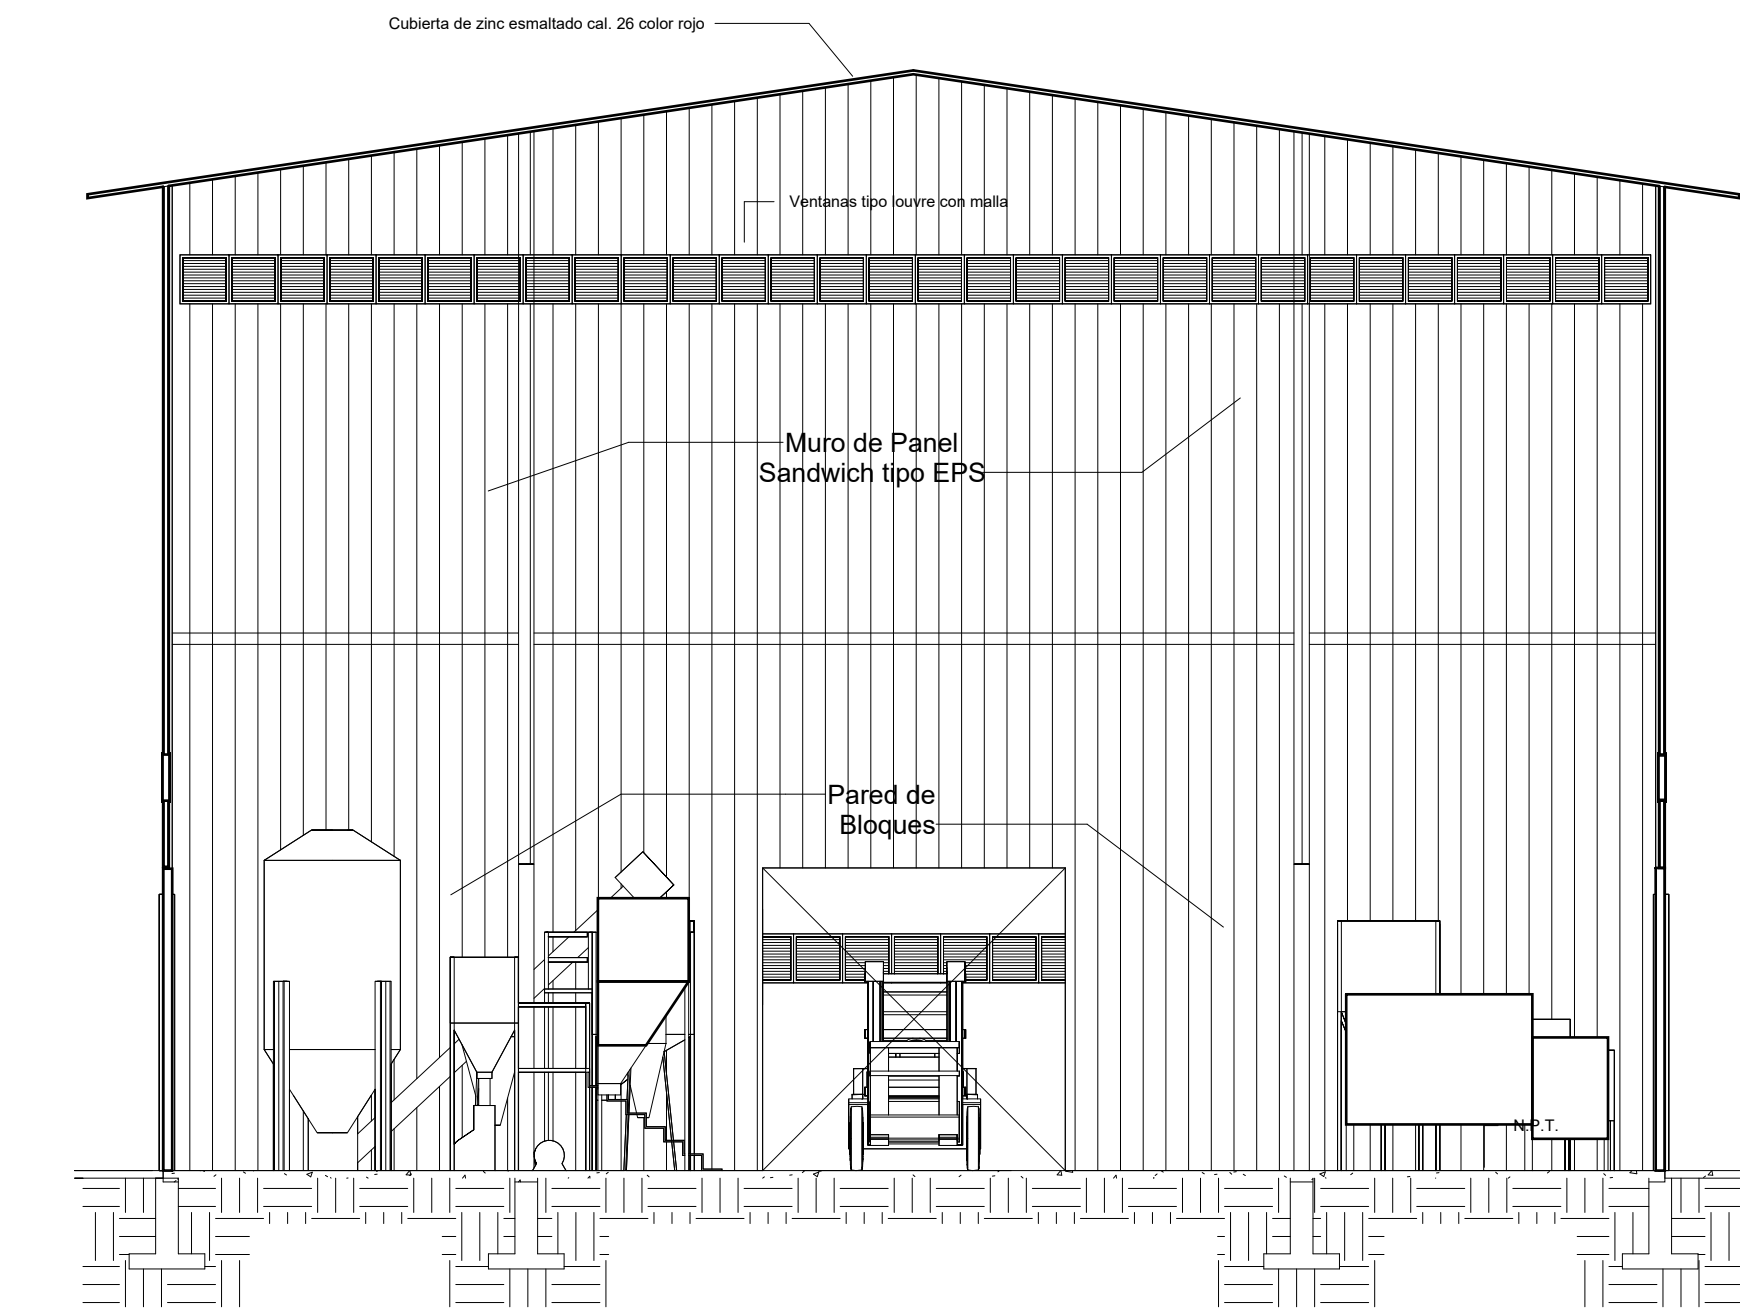 Cubierta de zinc esmaltado cal. 26 color rojo
Ventanas tipo louvre con malla
Muro de Panel
Sandwich tipo EPS
Pared de
Bloques
N.P.T.